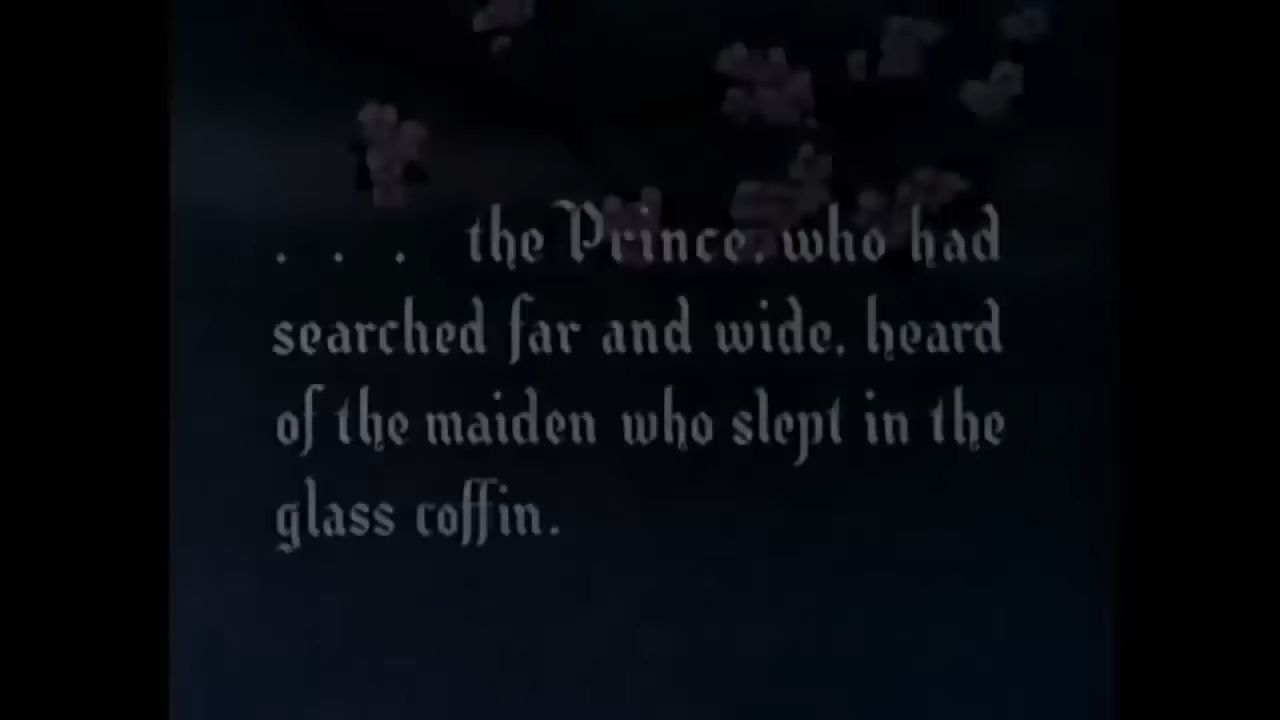 . . . the Prince, who had
searched far and wide, heard
of the maiden who slept in the
glass coffin.